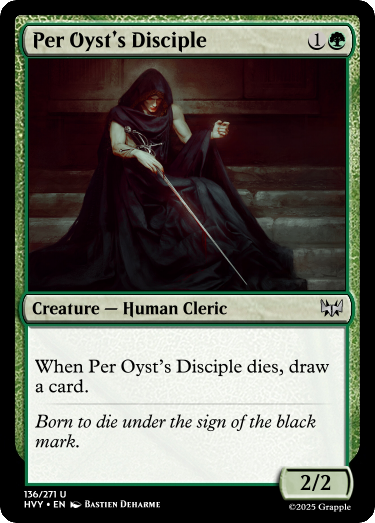 Per Oyst's Disciple 1
Creature — Human Cleric
When Per Oyst's Disciple dies, draw
a card.
Born to die under the sign of the black
mark.
2/2
136/271 U
HVY • EN Bastien Deharme
©2025 Grapple